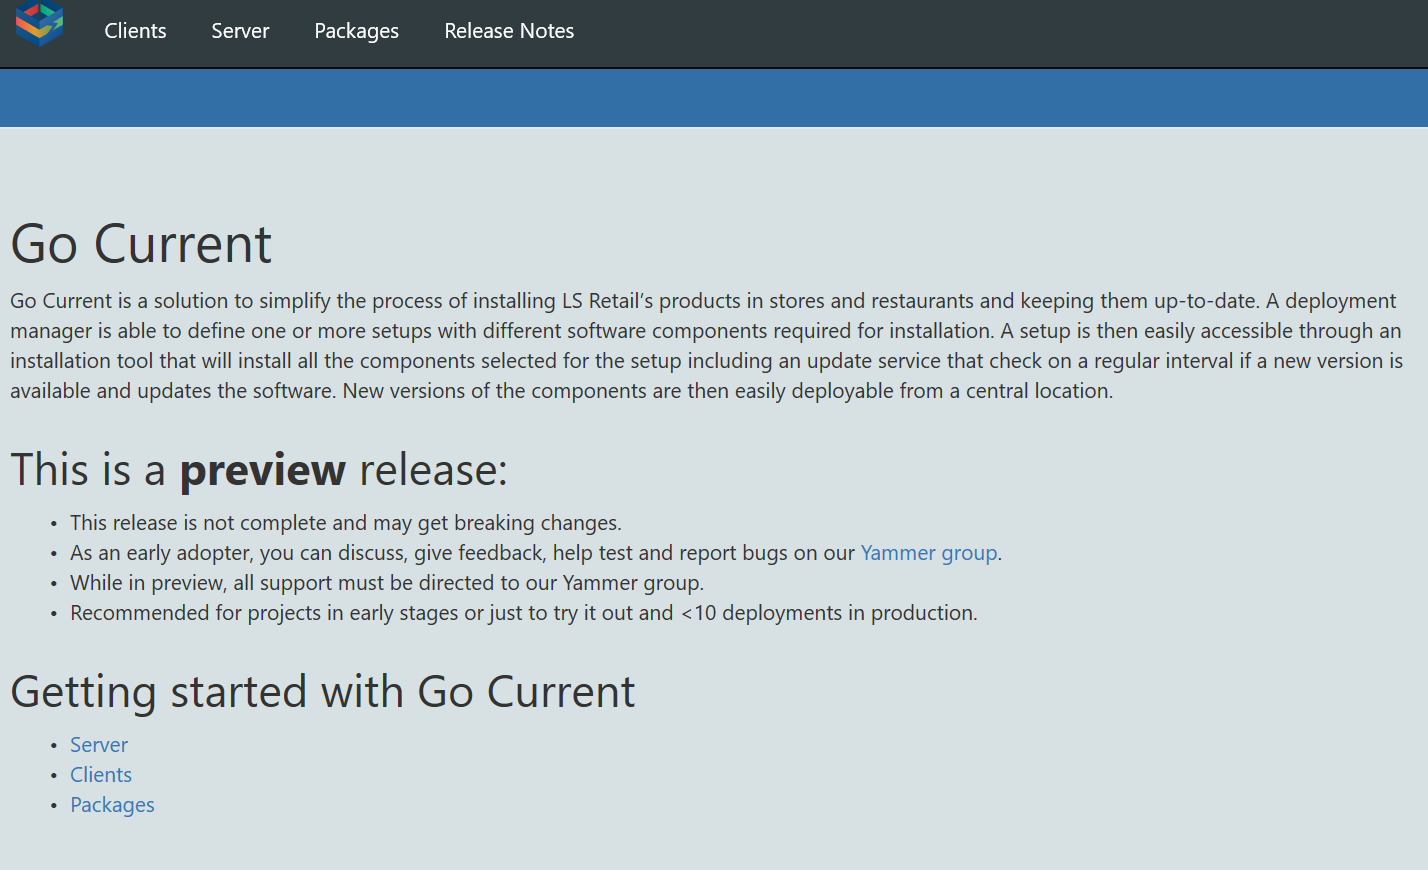 Clients Server Packages Release Notes
Go Current
Go Current is a solution to simplify the process of installing LS Retail’s products in stores and restaurants and keeping them up-to-date. A deployment
manager is able to define one or more setups with different software components required for installation. A setup is then easily accessible through an
installation tool that will install all the components selected for the setup including an update service that check on a regular interval if a new version is
available and updates the software. New versions of the components are then easily deployable from a central location.
This is a preview release:
• This release is not complete and may get breaking changes.
• As an early adopter, you can discuss, give feedback, help test and report bugs on our Yammer group.
• While in preview, all support must be directed to our Yammer group.
• Recommended for projects in early stages or just to try it out and <10 deployments in production.
Getting started with Go Current
• Server
• Clients
• Packages